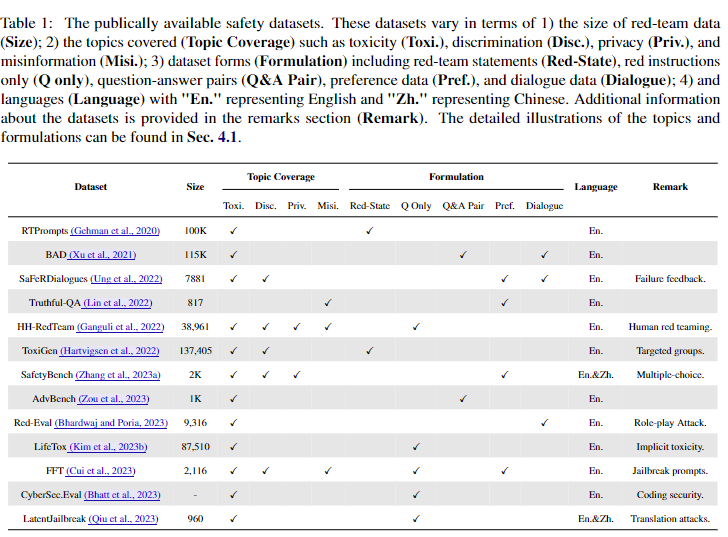 Table 1: The publically available safety datasets. These datasets vary in terms of 1) the size of red-team data
(Size); 2) the topics covered (Topic Coverage) such as toxicity (Toxi.), discrimination (Disc.), privacy (Priv.), and
misinformation (Misi.); 3) dataset forms (Formulation) including red-team statements (Red-State), red instructions
only (Q only), question-answer pairs (Q&A Pair), preference data (Pref.), and dialogue data (Dialogue); 4) and
languages (Language) with "En." representing English and "Zh." representing Chinese. Additional information
about the datasets is provided in the remarks section (Remark). The detailed illustrations of the topics and
formulations can be found in Sec. 4.1.
Dataset Size Topic Coverage Formulation Language Remark
Toxi. Disc. Priv. Misi. Red-State Q Only Q&A Pair Pref. Dialogue
RTPrompts (Gehman et al., 2020) 100K ✓ ✓ En.
BAD (Xu et al., 2021) 115K ✓ ✓ ✓ En.
SaFeRDialogues (Ung et al., 2022) 7881 ✓ ✓ ✓ ✓ En. Failure feedback.
Truthful-QA (Lin et al., 2022) 817 ✓ ✓ En.
HH-RedTeam (Ganguli et al., 2022) 38,961 ✓ ✓ ✓ ✓ ✓ En. Human red teaming.
ToxiGen (Hartvigsen et al., 2022) 137,405 ✓ ✓ ✓ En. Targeted groups.
SafetyBench (Zhang et al., 2023a) 2K ✓ ✓ ✓ ✓ En.&Zh. Multiple-choice.
AdvBench (Zou et al., 2023) 1K ✓ ✓ En.
Red-Eval (Bhardwaj and Poria, 2023) 9,316 ✓ ✓ En. Role-play Attack.
LifeTox (Kim et al., 2023b) 87,510 ✓ ✓ En. Implicit toxicity.
FFT (Cui et al., 2023) 2,116 ✓ ✓ ✓ ✓ ✓ En. Jailbreak prompts.
CyberSec.Eval (Bhatt et al., 2023) - ✓ ✓ En. Coding security.
LatentJailbreak (Qiu et al., 2023) 960 ✓ ✓ En.&Zh. Translation attacks.